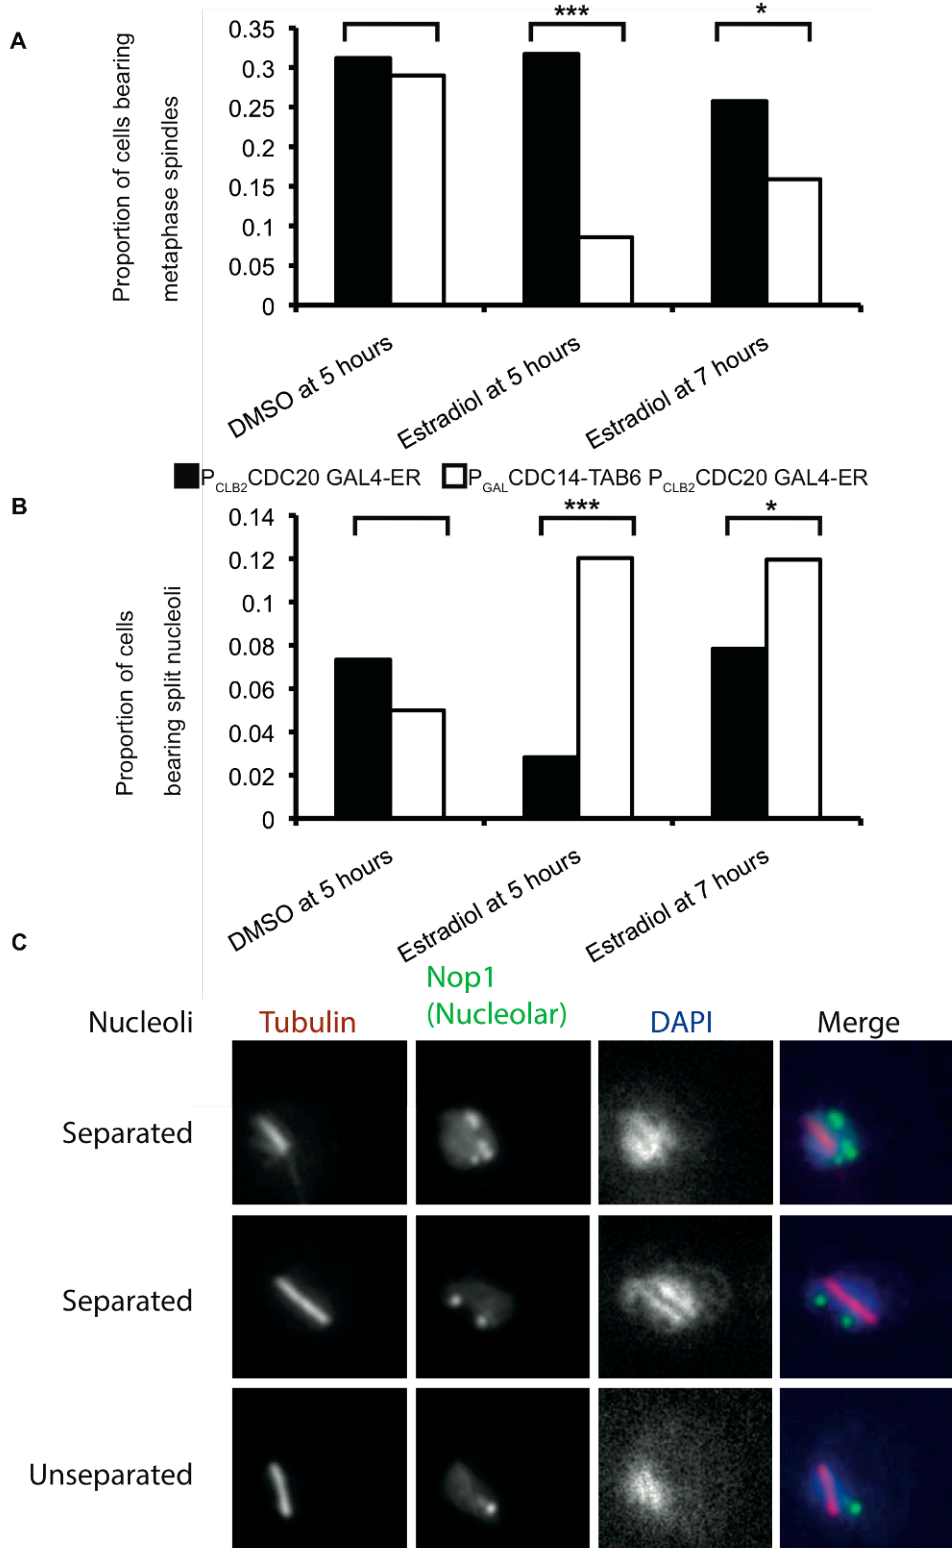 A
Proportion of cells bearing
metaphase spindles
0.35
0.3
0.25
0.2
0.15
0.1
0.05
0
***
*
DMSO at 5 hours
Estradiol at 5 hours
Estradiol at 7 hours
PCLB2CDC20 GAL4-ER
PGALCDC14-TAB6 PCLB2CDC20 GAL4-ER
B
Proportion of cells
bearing split nucleoli
0.14
0.12
0.1
0.08
0.06
0.04
0.02
0
***
*
DMSO at 5 hours
Estradiol at 5 hours
Estradiol at 7 hours
C
Nucleoli
Tubulin
Nop1
(Nucleolar)
DAPI
Merge
Separated
Separated
Unseparated